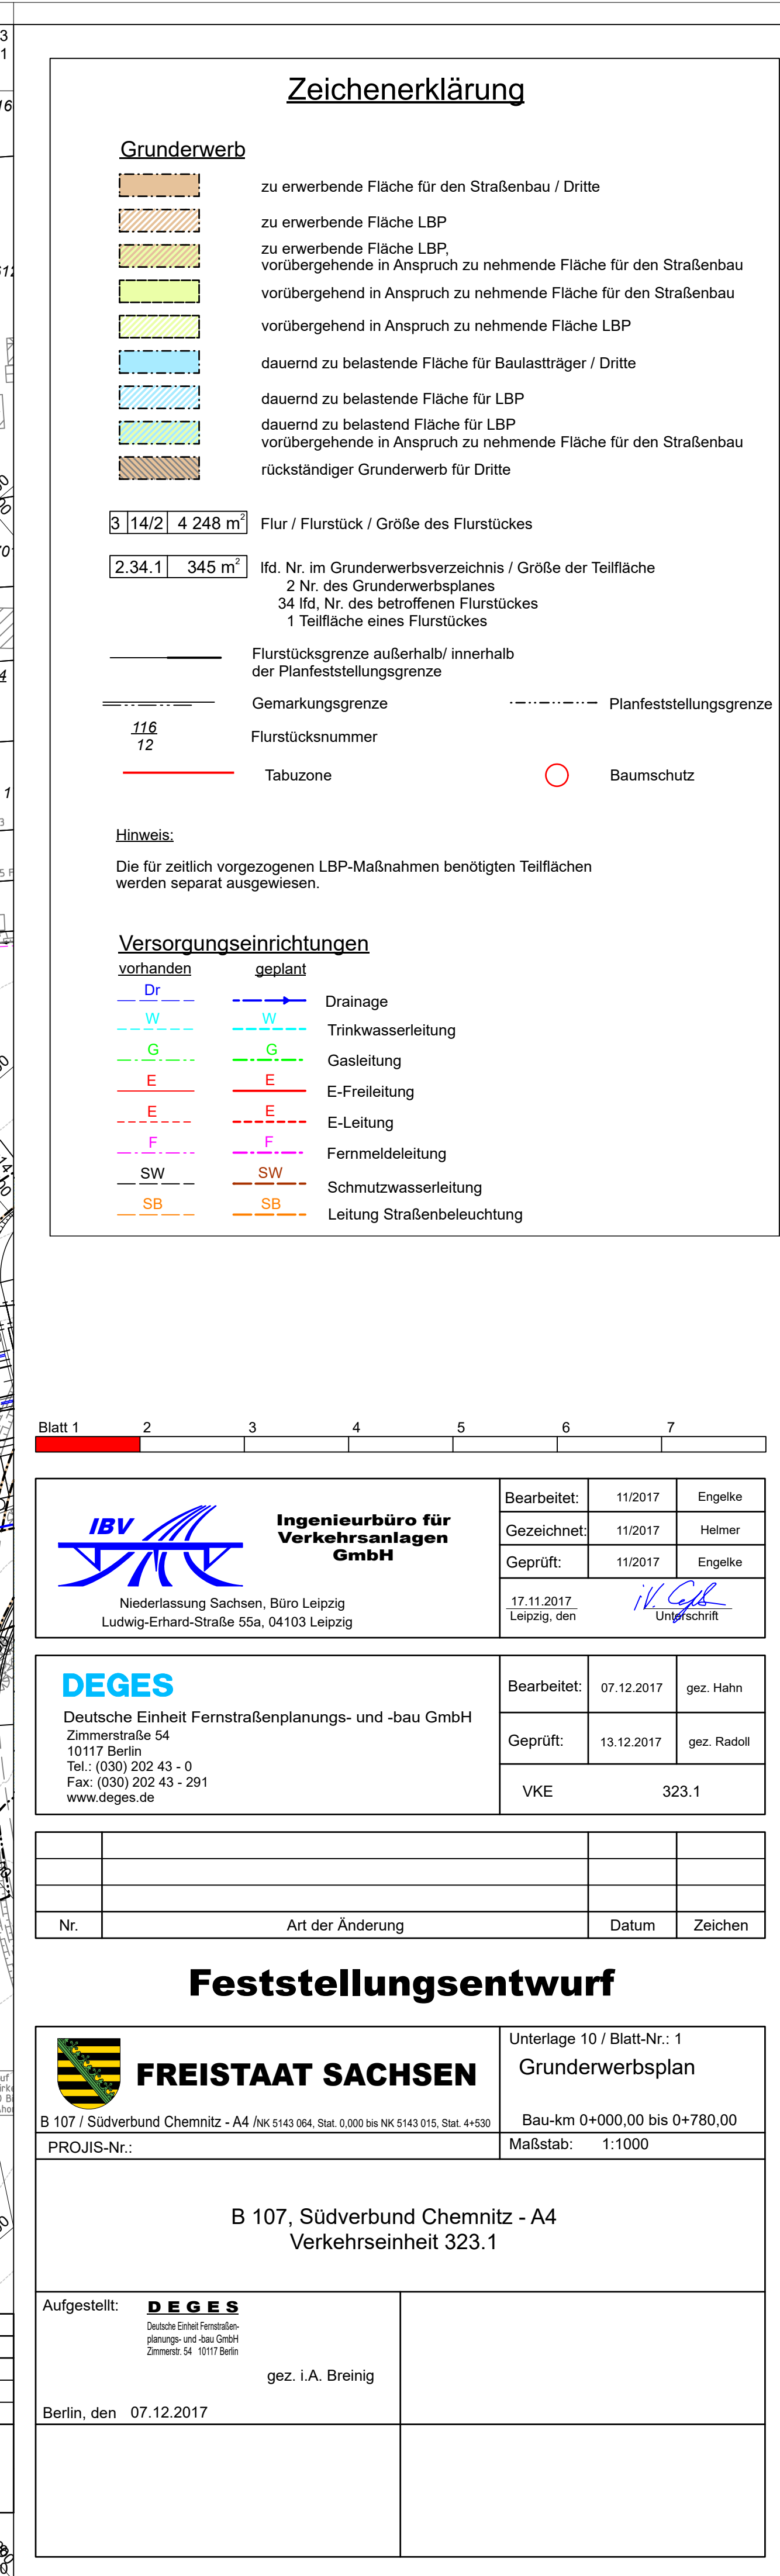 3
1
16
Zeichenerklärung
Grunderwerb
zu erwerbende Fläche für den Straßenbau / Dritte
zu erwerbende Fläche LBP
zu erwerbende Fläche LBP,
vorübergehende in Anspruch zu nehmende Fläche für den Straßenbau
vorübergehend in Anspruch zu nehmende Fläche für den Straßenbau
vorübergehend in Anspruch zu nehmende Fläche LBP
dauernd zu belastende Fläche für Baulastträger / Dritte
dauernd zu belastende Fläche für LBP
dauernd zu belastend Fläche für LBP
vorübergehende in Anspruch zu nehmende Fläche für den Straßenbau
rückständiger Grunderwerb für Dritte
3 14/2 4 248 m² Flur / Flurstück / Größe des Flurstückes
2.34.1 345 m² lfd. Nr. im Grunderwerbsverzeichnis / Größe der Teilfläche
2 Nr. des Grunderwerbsplanes
34 lfd, Nr. des betroffenen Flurstückes
1 Teilfläche eines Flurstückes
Flurstücksgrenze außerhalb/ innerhalb
der Planfeststellungsgrenze
Gemarkungsgrenze Planfeststellungsgrenze
116
12
Flurstücksnummer
Tabuzone Baumschutz
Hinweis:
Die für zeitlich vorgezogenen LBP-Maßnahmen benötigten Teilflächen
werden separat ausgewiesen.
Versorgungseinrichtungen
vorhanden geplant
Dr Drainage
W W Trinkwasserleitung
G G Gasleitung
E E E-Freileitung
E E E-Leitung
F F Fernmeldeleitung
SW SW Schmutzwasserleitung
SB SB Leitung Straßenbeleuchtung
Blatt 1 2 3 4 5 6 7
IBV
Ingenieurbüro für
Verkehrsanlagen
GmbH
Niederlassung Sachsen, Büro Leipzig
Ludwig-Erhard-Straße 55a, 04103 Leipzig
Bearbeitet: 11/2017 Engelke
Gezeichnet: 11/2017 Helmer
Geprüft: 11/2017 Engelke
17.11.2017 i.V.
Leipzig, den Unterschrift
DEGES
Deutsche Einheit Fernstraßenplanungs- und -bau GmbH
Zimmerstraße 54
10117 Berlin
Tel.: (030) 202 43 - 0
Fax: (030) 202 43 - 291
www.deges.de
Bearbeitet: 07.12.2017 gez. Hahn
Geprüft: 13.12.2017 gez. Radoll
VKE 323.1
Nr. Art der Änderung Datum Zeichen
Feststellungsentwurf
FREISTAAT SACHSEN
B 107 / Südverbund Chemnitz - A4 /NK 5143 064, Stat. 0,000 bis NK 5143 015, Stat. 4+530
PROJIS-Nr.:
Unterlage 10 / Blatt-Nr.: 1
Grunderwerbsplan
Bau-km 0+000,00 bis 0+780,00
Maßstab: 1:1000
B 107, Südverbund Chemnitz - A4
Verkehrseinheit 323.1
Aufgestellt:
DEGES
Deutsche Einheit Fernstraßen-
planungs- und -bau GmbH
Zimmerstr. 54 10117 Berlin
gez. i.A. Breinig
Berlin, den 07.12.2017